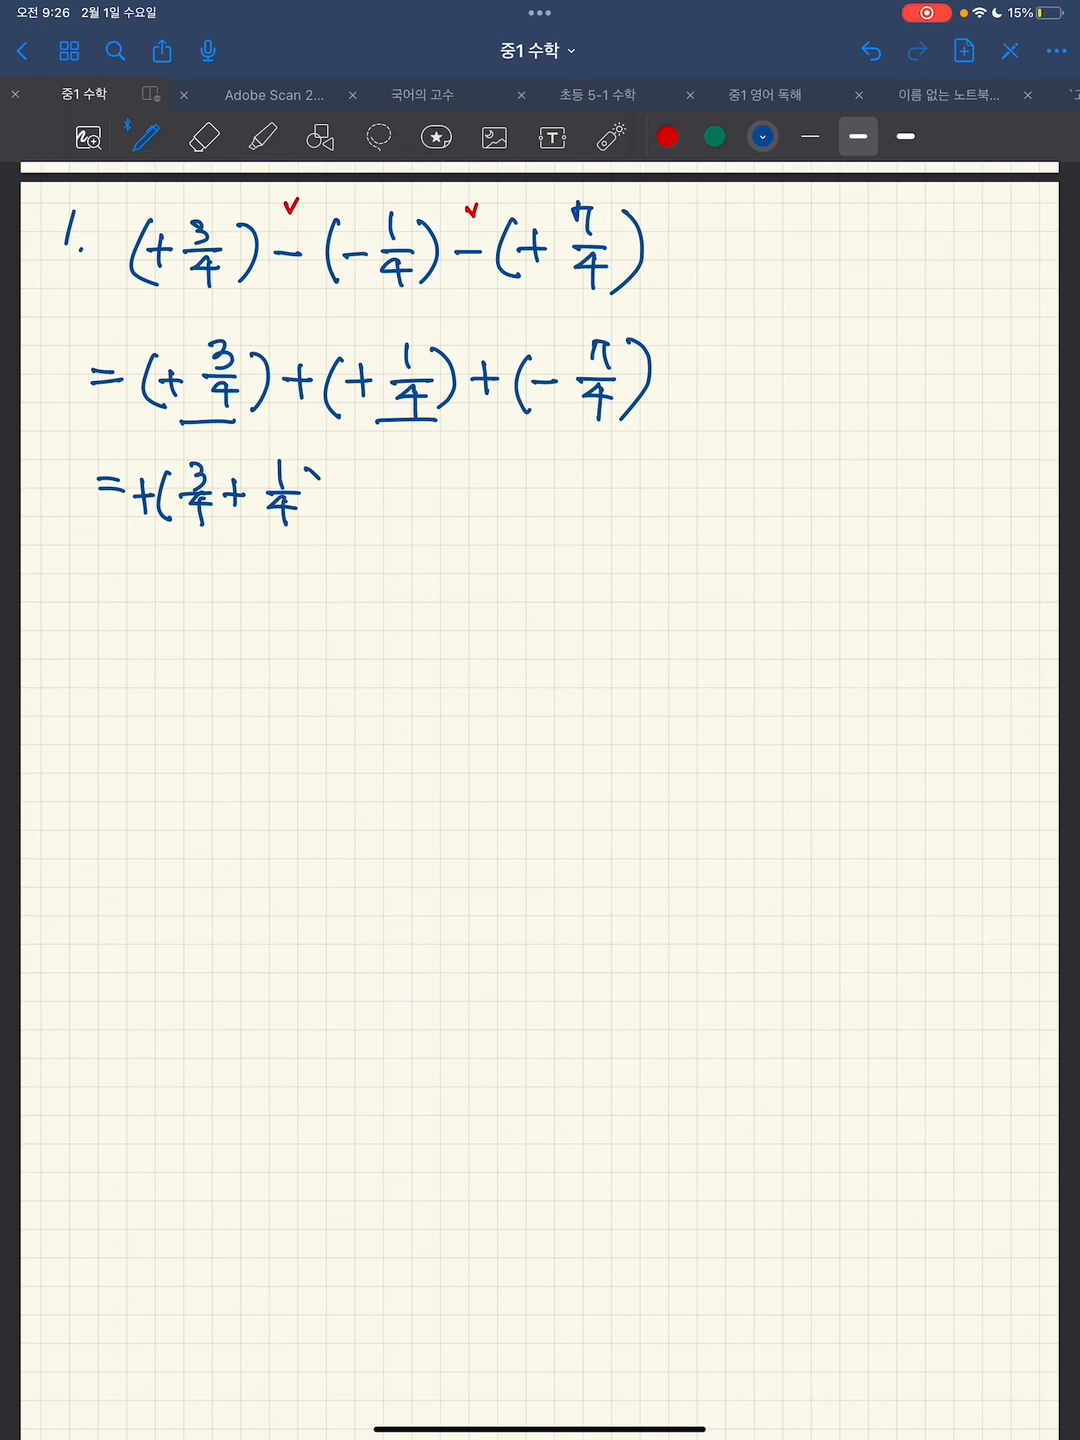 오전 9:26 2월 1일 수요일 15%
중1 수학
중1 수학 Adobe Scan 2... 국어의 고수 초등 5-1 수학 중1 영어 독해 이름 없는 노트북...
1. (+3/4) - (-1/4) - (+7/4)
= (+3/4) + (+1/4) + (-7/4)
= +(3/4 + 1/4